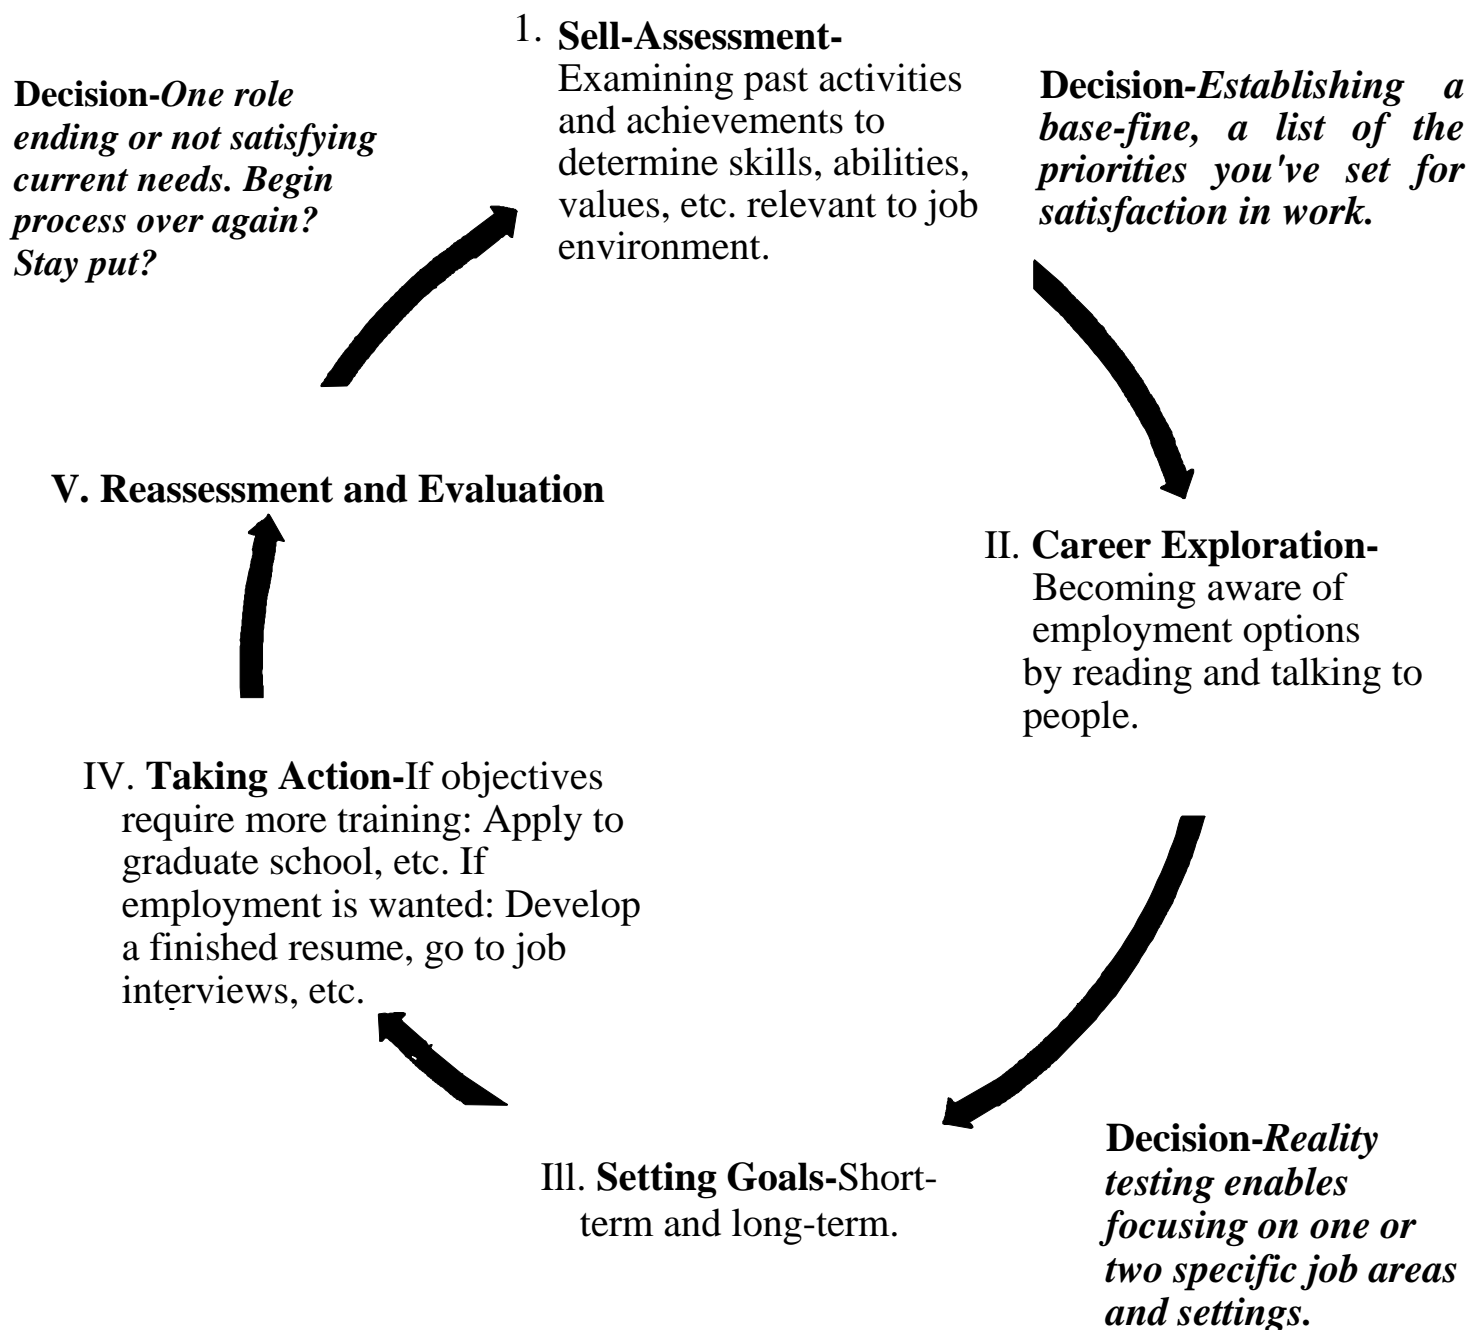 1. Sell-Assessment-
Examining past activities
and achievements to
determine skills, abilities,
values, etc. relevant to job
environment.
Decision-Establishing a
base-fine, a list of the
priorities you've set for
satisfaction in work.
II. Career Exploration-
Becoming aware of
employment options
by reading and talking to
people.
Decision-Reality
testing enables
focusing on one or
two specific job areas
and settings.
Ill. Setting Goals-Short-
term and long-term.
IV. Taking Action-If objectives
require more training: Apply to
graduate school, etc. If
employment is wanted: Develop
a finished resume, go to job
interviews, etc.
V. Reassessment and Evaluation
Decision-One role
ending or not satisfying
current needs. Begin
process over again?
Stay put?